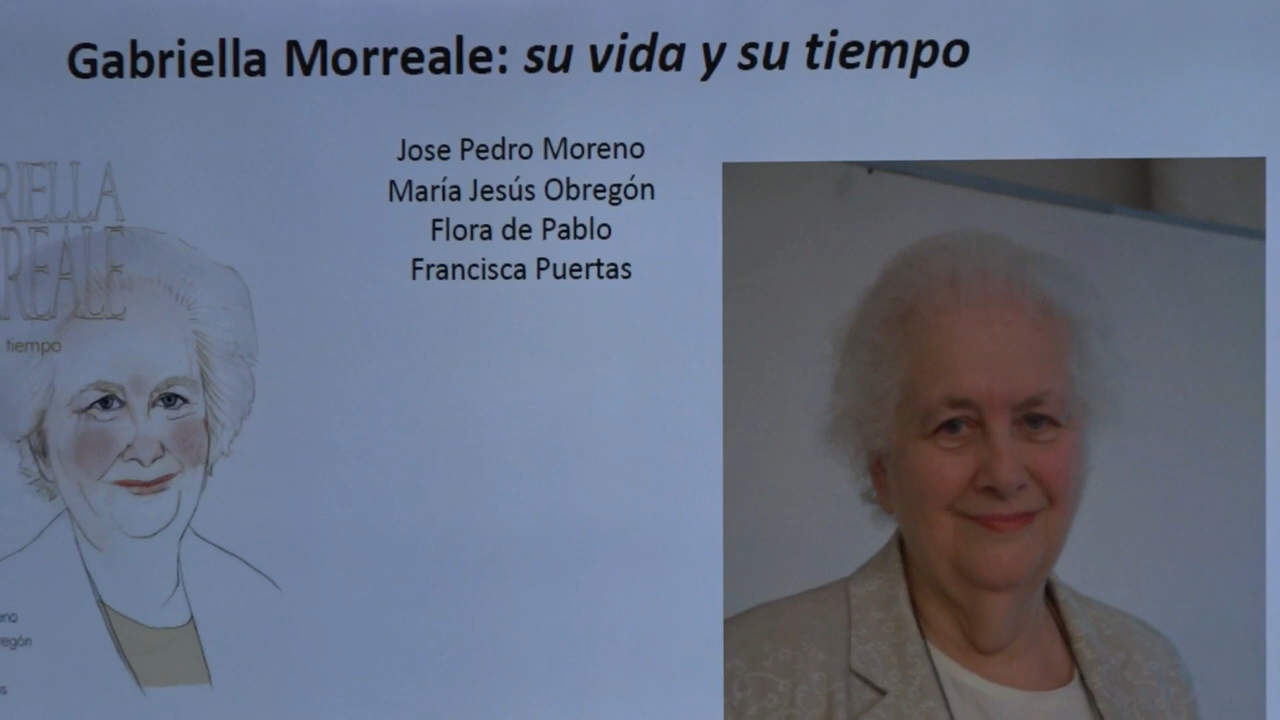 Gabriella Morreale: su vida y su tiempo
Jose Pedro Moreno
María Jesús Obregón
Flora de Pablo
Francisca Puertas
RIELLA
REALE
tiempo